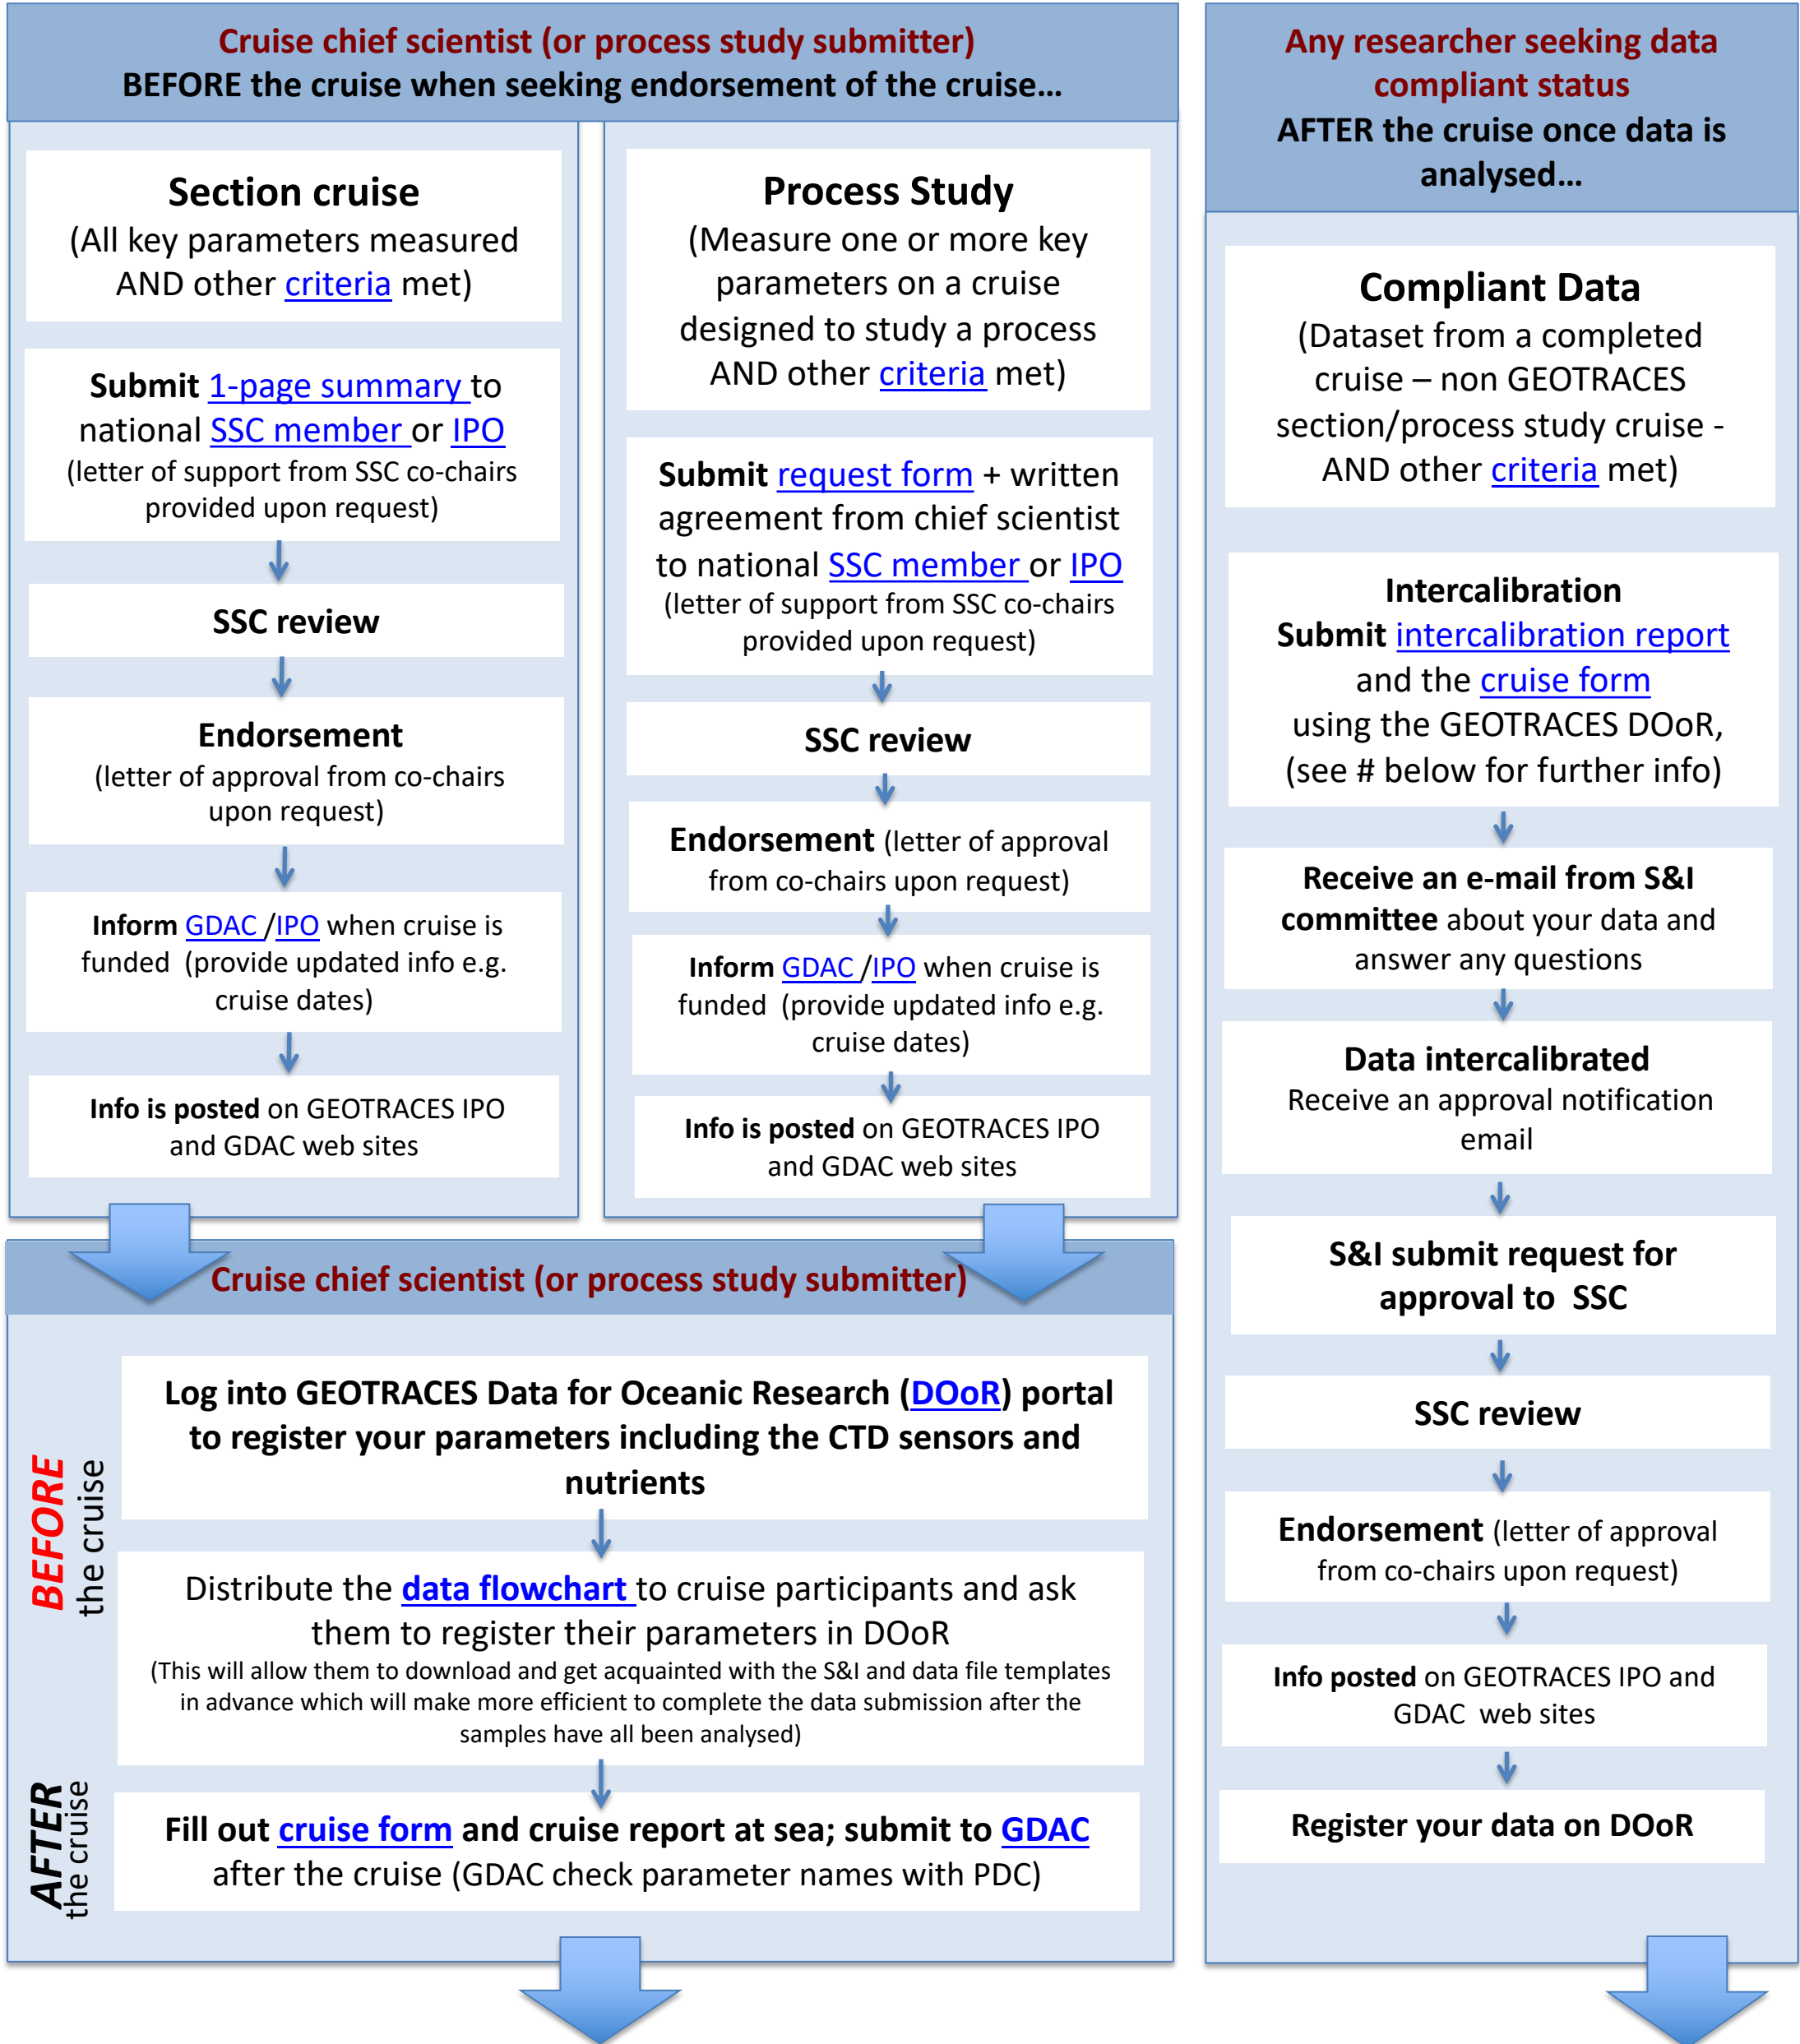 Cruise chief scientist (or process study submitter)
BEFORE the cruise when seeking endorsement of the cruise…
Section cruise
(All key parameters measured
AND other criteria met)
Submit 1-page summary to
national SSC member or IPO
(letter of support from SSC co-chairs
provided upon request)
SSC review
Endorsement
(letter of approval from co-chairs
upon request)
Inform GDAC /IPO when cruise is
funded (provide updated info e.g.
cruise dates)
Info is posted on GEOTRACES IPO
and GDAC web sites
Process Study
(Measure one or more key
parameters on a cruise
designed to study a process
AND other criteria met)
Submit request form + written
agreement from chief scientist
to national SSC member or IPO
(letter of support from SSC co-chairs
provided upon request)
SSC review
Endorsement (letter of approval
from co-chairs upon request)
Inform GDAC /IPO when cruise is
funded (provide updated info e.g.
cruise dates)
Info is posted on GEOTRACES IPO
and GDAC web sites
Cruise chief scientist (or process study submitter)
BEFORE
the cruise
Log into GEOTRACES Data for Oceanic Research (DOoR) portal
to register your parameters including the CTD sensors and
nutrients
Distribute the data flowchart to cruise participants and ask
them to register their parameters in DOoR
(This will allow them to download and get acquainted with the S&I and data file templates
in advance which will make more efficient to complete the data submission after the
samples have all been analysed)
AFTER
the cruise
Fill out cruise form and cruise report at sea; submit to GDAC
after the cruise (GDAC check parameter names with PDC)
Any researcher seeking data
compliant status
AFTER the cruise once data is
analysed…
Compliant Data
(Dataset from a completed
cruise – non GEOTRACES
section/process study cruise -
AND other criteria met)
Intercalibration
Submit intercalibration report
and the cruise form
using the GEOTRACES DOoR,
(see # below for further info)
Receive an e-mail from S&I
committee about your data and
answer any questions
Data intercalibrated
Receive an approval notification
email
S&I submit request for
approval to SSC
SSC review
Endorsement (letter of approval
from co-chairs upon request)
Info posted on GEOTRACES IPO and
GDAC web sites
Register your data on DOoR